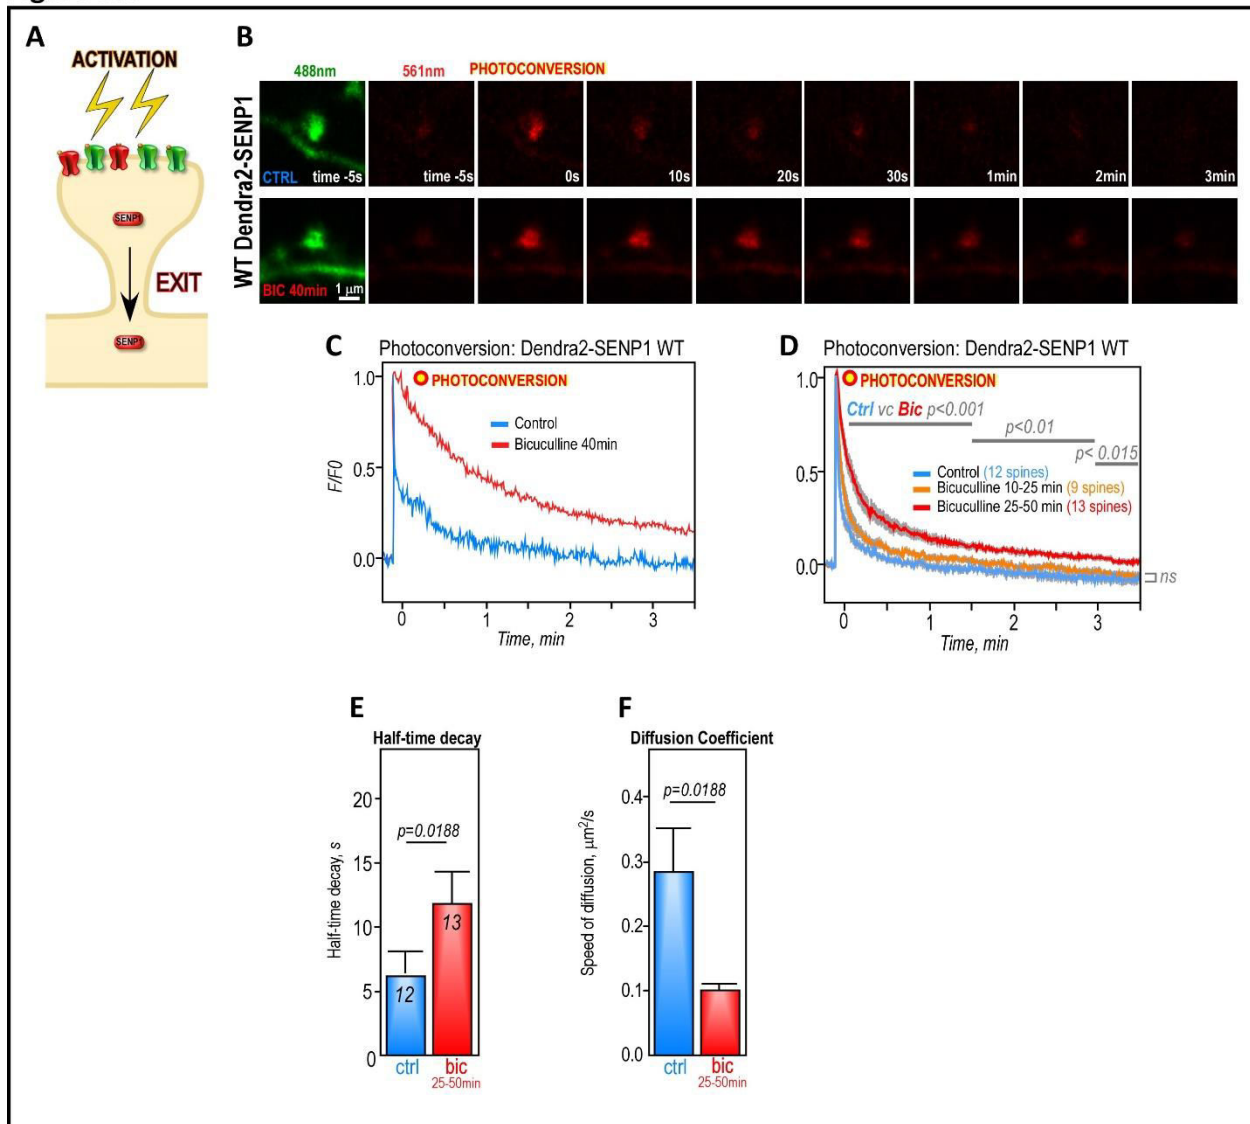 A
ACTIVATION
SENP1
EXIT
SENP1
B
488nm
561nm
PHOTOCONVERSION
WT Dendra2-SENP1
CTRL
time -5s
time -5s
0s
10s
20s
30s
1min
2min
3min
BIC 40min
1 μm
C
Photoconversion: Dendra2-SENP1 WT
PHOTOCONVERSION
Control
Bicuculline 40min
F/F0
1.0
0.5
0.0
0
1
2
3
Time, min
D
Photoconversion: Dendra2-SENP1 WT
PHOTOCONVERSION
Ctrl vc Bic p<0.001
p<0.01
p< 0.015
Control (12 spines)
Bicuculline 10-25 min (9 spines)
Bicuculline 25-50 min (13 spines)
1.0
0.5
0.0
ns
0
1
2
3
Time, min
E
Half-time decay
p=0.0188
Half-time decay, s
20
15
10
5
0
12
13
ctrl
bic
25-50min
F
Diffusion Coefficient
p=0.0188
Speed of diffusion, μm²/s
0.4
0.3
0.2
0.1
0.0
ctrl
bic
25-50min